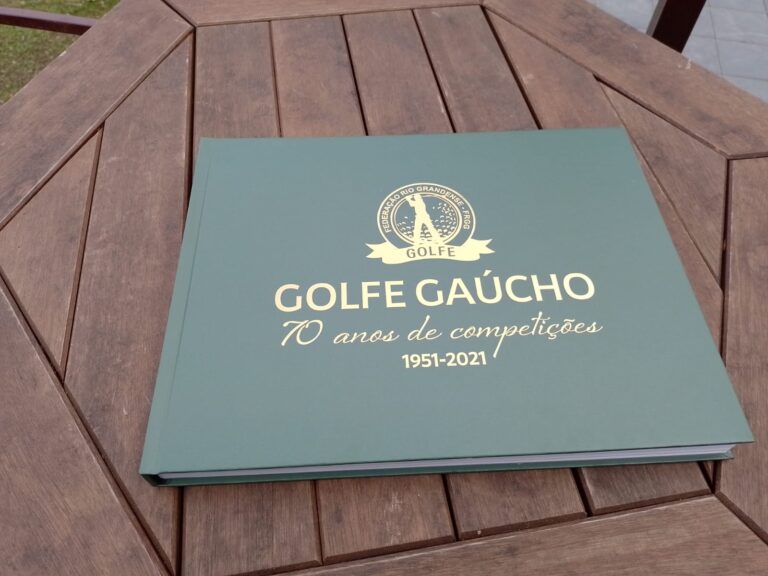 FEDERAÇÃO RIO GRANDENSE - FRGG
GOLFE
GOLFE GAÚCHO
70 anos de competições
1951-2021